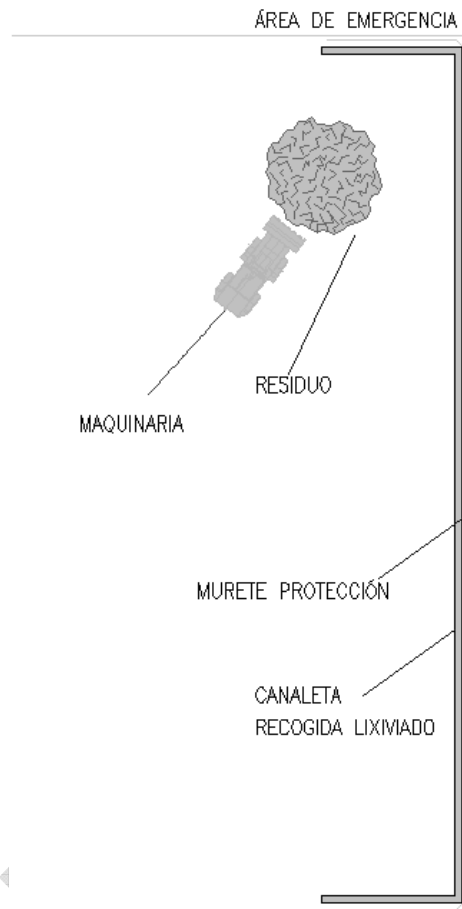 ÁREA DE EMERGENCIA
RESIDUO
MAQUINARIA
MURETE PROTECCIÓN
CANALETA
RECOGIDA LIXIVIADO